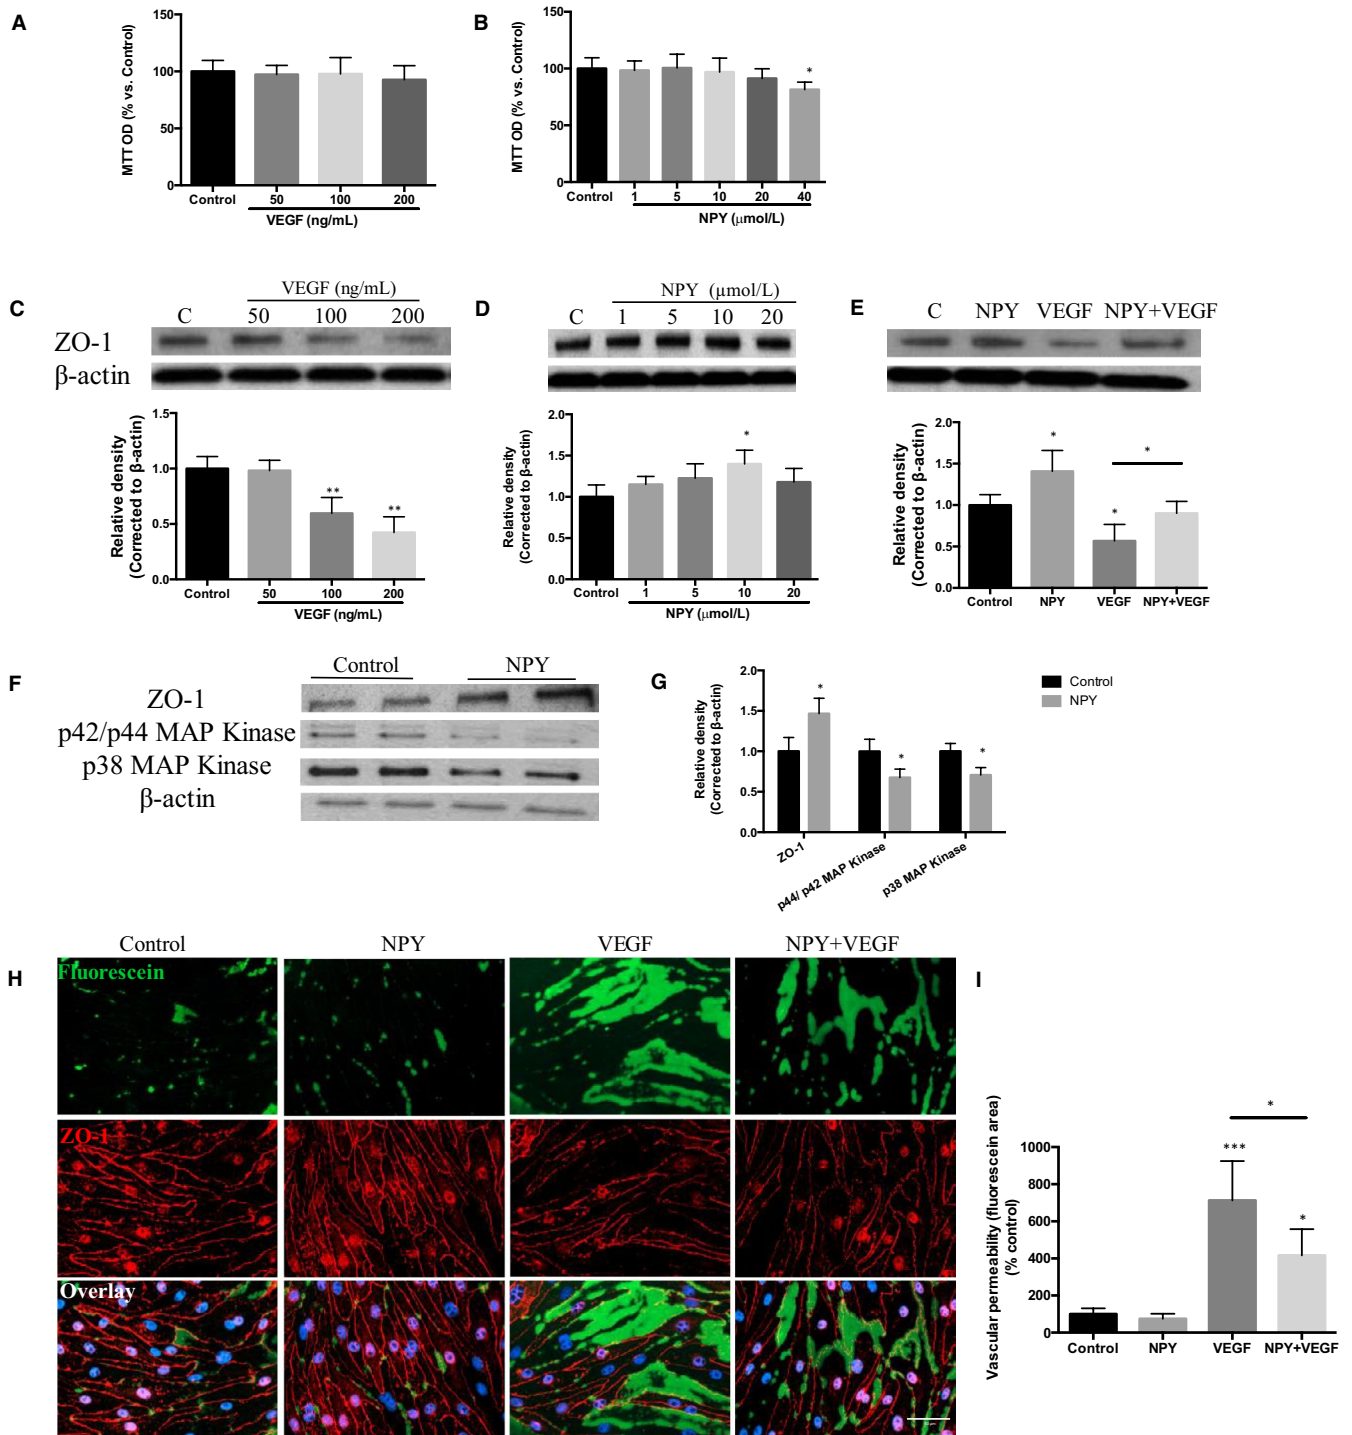 A
MTT OD (% vs. Control)
150
100
50
0
Control
50
100
200
VEGF (ng/mL)
B
MTT OD (% vs. Control)
150
100
50
0
*
Control
1
5
10
20
40
NPY (μmol/L)
C
VEGF (ng/mL)
C 50 100 200
ZO-1
β-actin
Relative density
(Corrected to β-actin)
1.5
1.0
0.5
0.0
**
**
Control
50
100
200
VEGF (ng/mL)
D
NPY (μmol/L)
C 1 5 10 20
Relative density
(Corrected to β-actin)
2.0
1.5
1.0
0.5
0.0
*
Control
1
5
10
20
NPY (μmol/L)
E
C NPY VEGF NPY+VEGF
Relative density
(Corrected to β-actin)
2.0
1.5
1.0
0.5
0.0
*
*
*
Control
NPY
VEGF
NPY+VEGF
F
Control NPY
ZO-1
p42/p44 MAP Kinase
p38 MAP Kinase
β-actin
G
Relative density
(Corrected to β-actin)
2.0
1.5
1.0
0.5
0.0
*
*
*
ZO-1
p44/ p42 MAP Kinase
p38 MAP Kinase
Control
NPY
H
Control NPY VEGF NPY+VEGF
Fluorescein
ZO-1
Overlay
I
Vascular permeability (fluorescein area)
(% control)
1000
800
600
400
200
0
***
*
*
Control
NPY
VEGF
NPY+VEGF